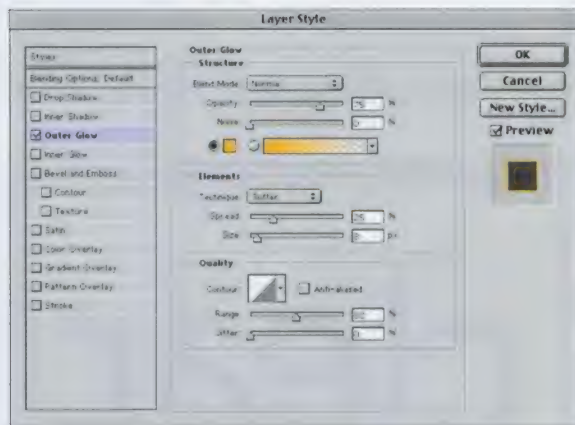 Layer Style
Styles
Blending Options: Default
Drop Shadow
Inner Shadow
Outer Glow
Inner Glow
Bevel and Emboss
Contour
Texture
Satin
Color Overlay
Gradient Overlay
Pattern Overlay
Stroke
Outer Glow
Structure
Blend Mode: Normal
Opacity: 75 %
Noise: 0 %
Elements
Technique: Softer
Spread: 25 %
Size: px
Quality
Contour: Anti-aliased
Range: %
Jitter: 0 %
OK
Cancel
New Style...
Preview